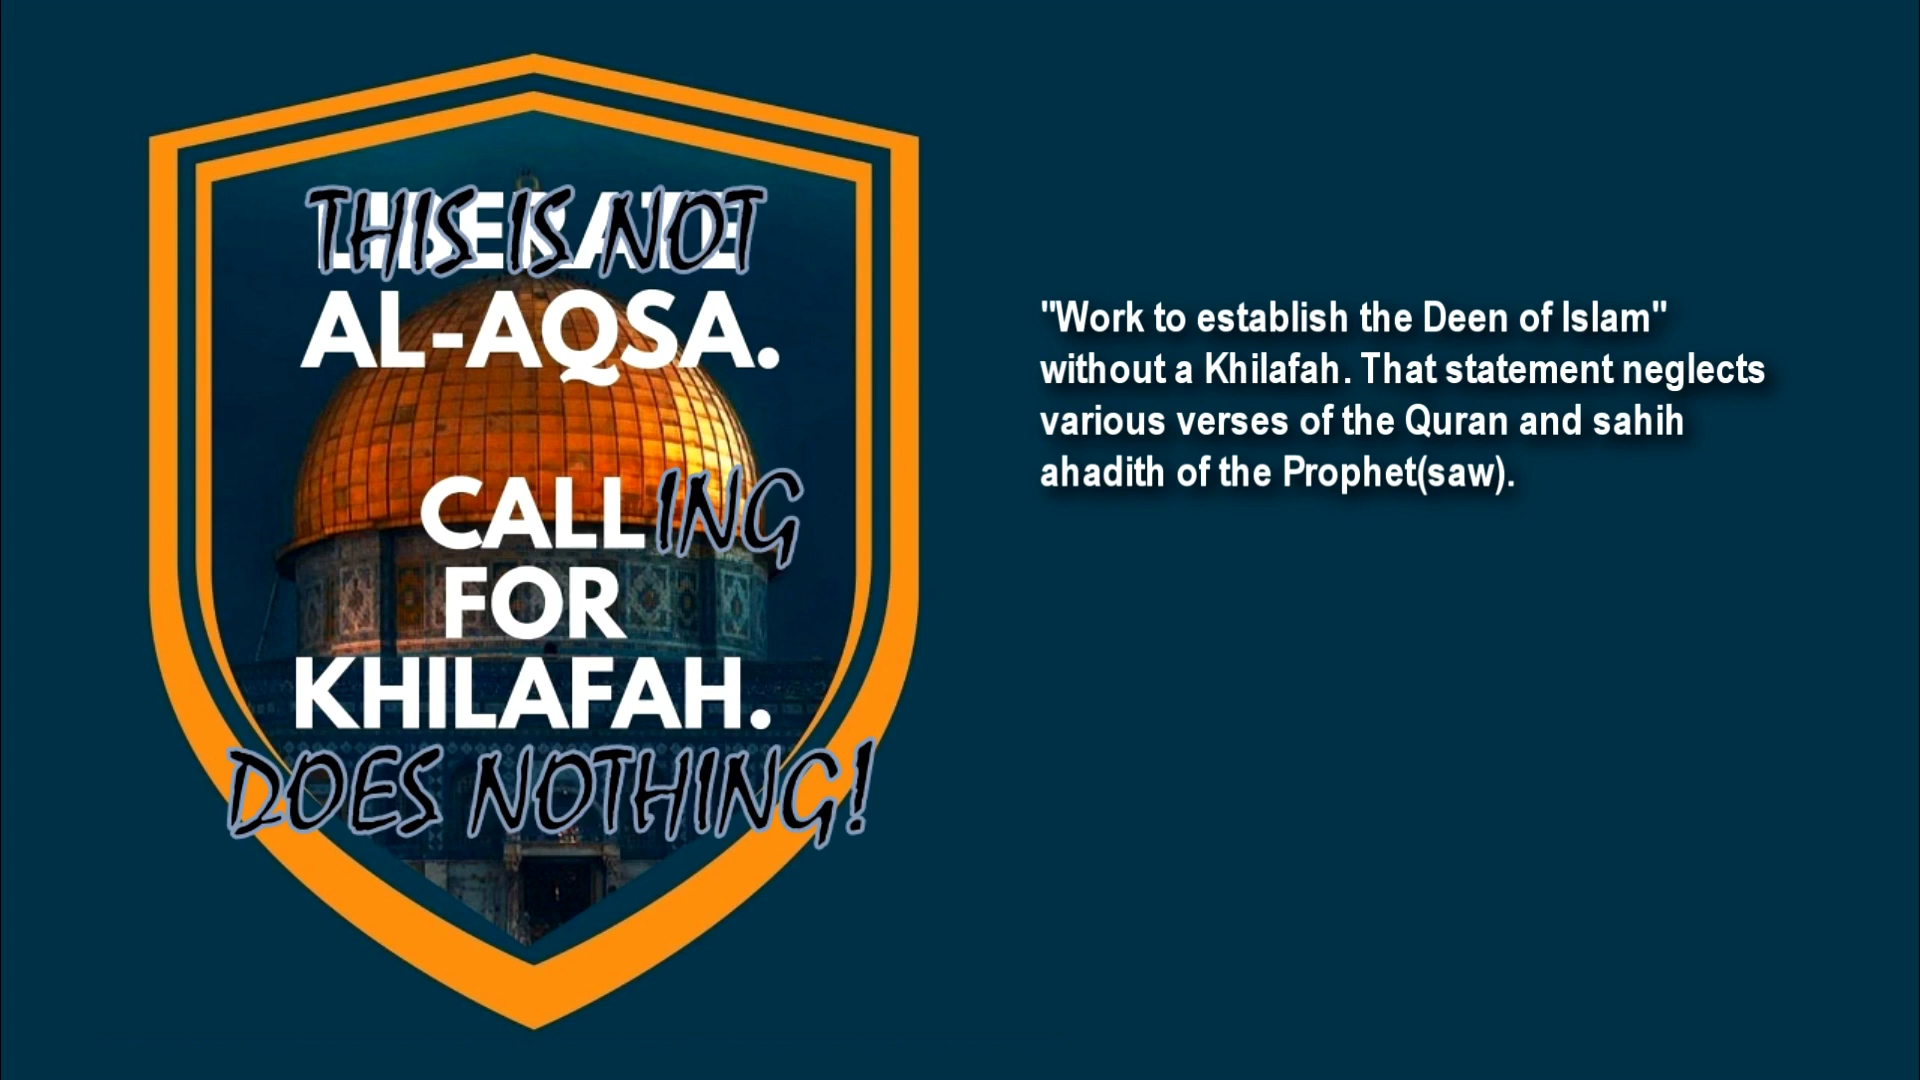 THIS IS NOT
LIBERATE
AL-AQSA.
CALLING
FOR
KHILAFAH.
DOES NOTHING!
"Work to establish the Deen of Islam"
without a Khilafah. That statement neglects
various verses of the Quran and sahih
ahadith of the Prophet(saw).